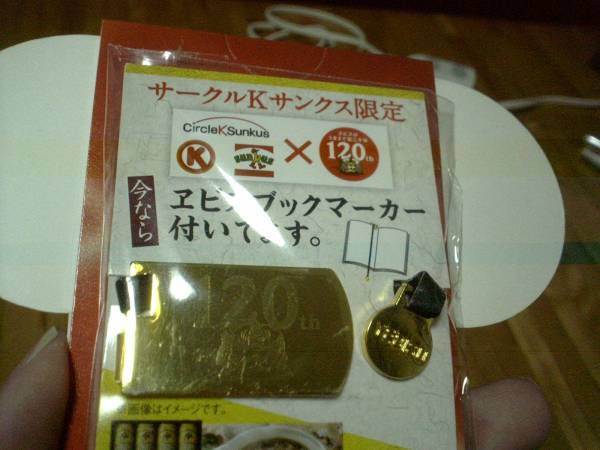 サークルKサンクス限定
CircleKSunkus
K
sunkus
×
120th
今なら
ヱビスブックマーカー
付いてます。
120th
※画像はイメージです。